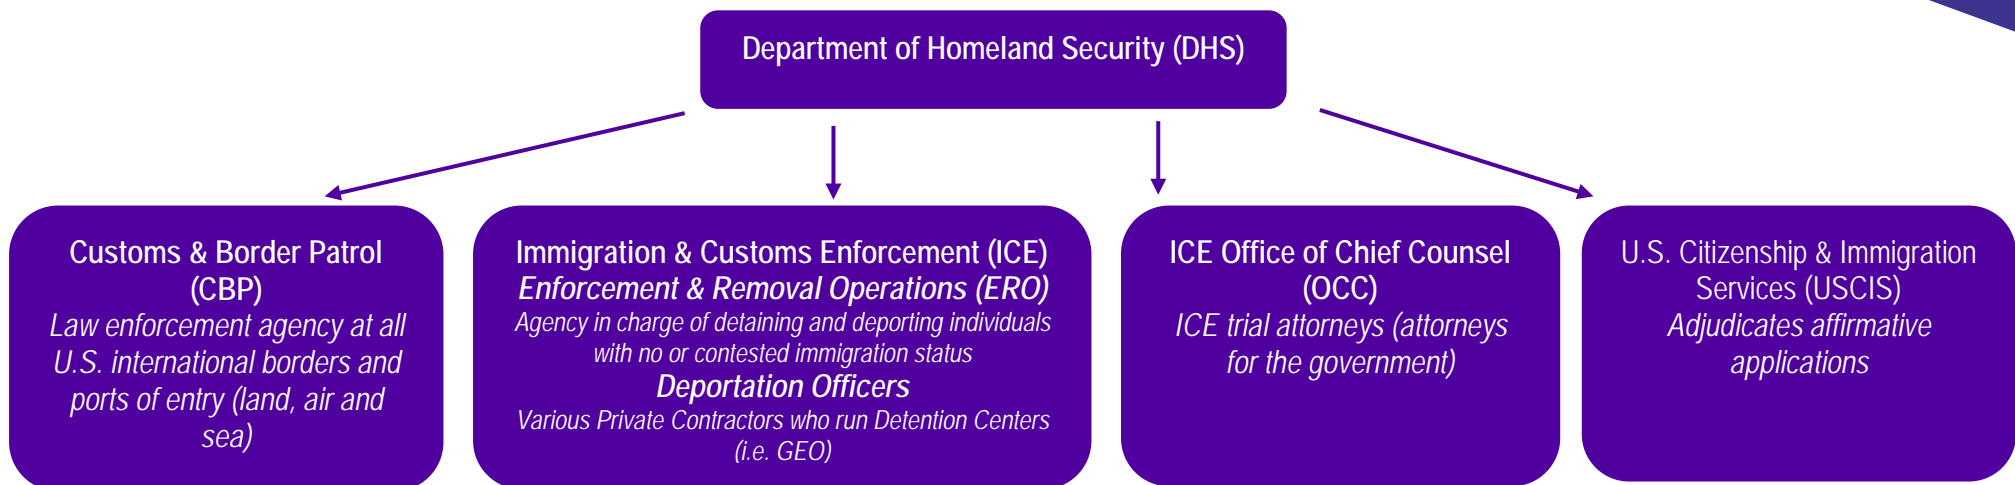 Department of Homeland Security (DHS)
Customs & Border Patrol
(CBP)
Law enforcement agency at all
U.S. international borders and
ports of entry (land, air and
sea)
Immigration & Customs Enforcement (ICE)
Enforcement & Removal Operations (ERO)
Agency in charge of detaining and deporting individuals
with no or contested immigration status
Deportation Officers
Various Private Contractors who run Detention Centers
(i.e. GEO)
ICE Office of Chief Counsel
(OCC)
ICE trial attorneys (attorneys
for the government)
U.S. Citizenship & Immigration
Services (USCIS)
Adjudicates affirmative
applications